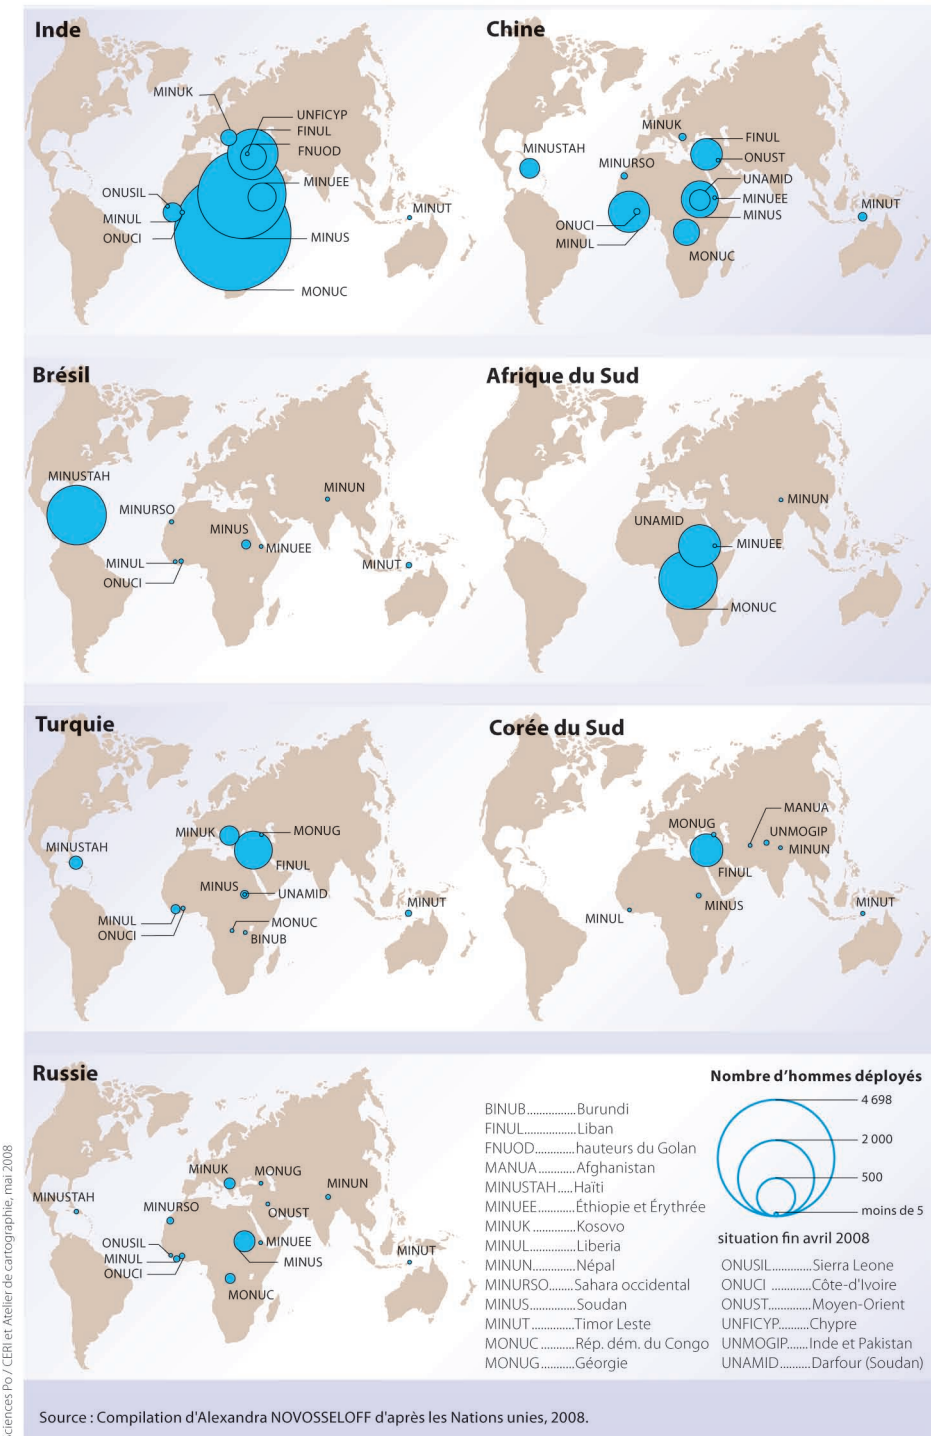 Inde
MINUK
UNFICYP
FINUL
FNUOD
MINUEE
ONUSIL
MINUL
ONUCI
MINUS
MONUC
MINUT
Chine
MINUK
MINUSTAH
MINURSO
FINUL
ONUST
UNAMID
MINUEE
MINUS
ONUCI
MINUL
MONUC
MINUT
Brésil
MINUSTAH
MINURSO
MINUN
MINUS
MINUEE
MINUL
ONUCI
MINUT
Afrique du Sud
MINUN
UNAMID
MINUEE
MONUC
Turquie
MINUK
MONUG
MINUSTAH
FINUL
MINUS
UNAMID
MINUL
ONUCI
MONUC
BINUB
MINUT
Corée du Sud
MANUA
MONUG
UNMOGIP
MINUN
FINUL
MINUS
MINUL
MINUT
Russie
MINUK
MONUG
MINUN
MINUSTAH
MINURSO
ONUST
ONUSIL
MINUL
ONUCI
MINUEE
MINUS
MINUT
MONUC
Nombre d'hommes déployés
4 698
2 000
500
moins de 5
situation fin avril 2008
BINUB................Burundi
FINUL..................Liban
FNUOD.............hauteurs du Golan
MANUA ............Afghanistan
MINUSTAH.....Haïti
MINUEE............Éthiopie et Érythrée
MINUK ..............Kosovo
MINUL................Liberia
MINUN...............Népal
MINURSO........Sahara occidental
MINUS................Soudan
MINUT...............Timor Leste
MONUC ...........Rép. dém. du Congo
MONUG...........Géorgie
ONUSIL.............Sierra Leone
ONUCI .............Côte-d'Ivoire
ONUST..............Moyen-Orient
UNFICYP..........Chypre
UNMOGIP.......Inde et Pakistan
UNAMID..........Darfour (Soudan)
Source : Compilation d'Alexandra NOVOSSELOFF d'après les Nations unies, 2008.
Sciences Po / CERI et Atelier de cartographie, mai 2008